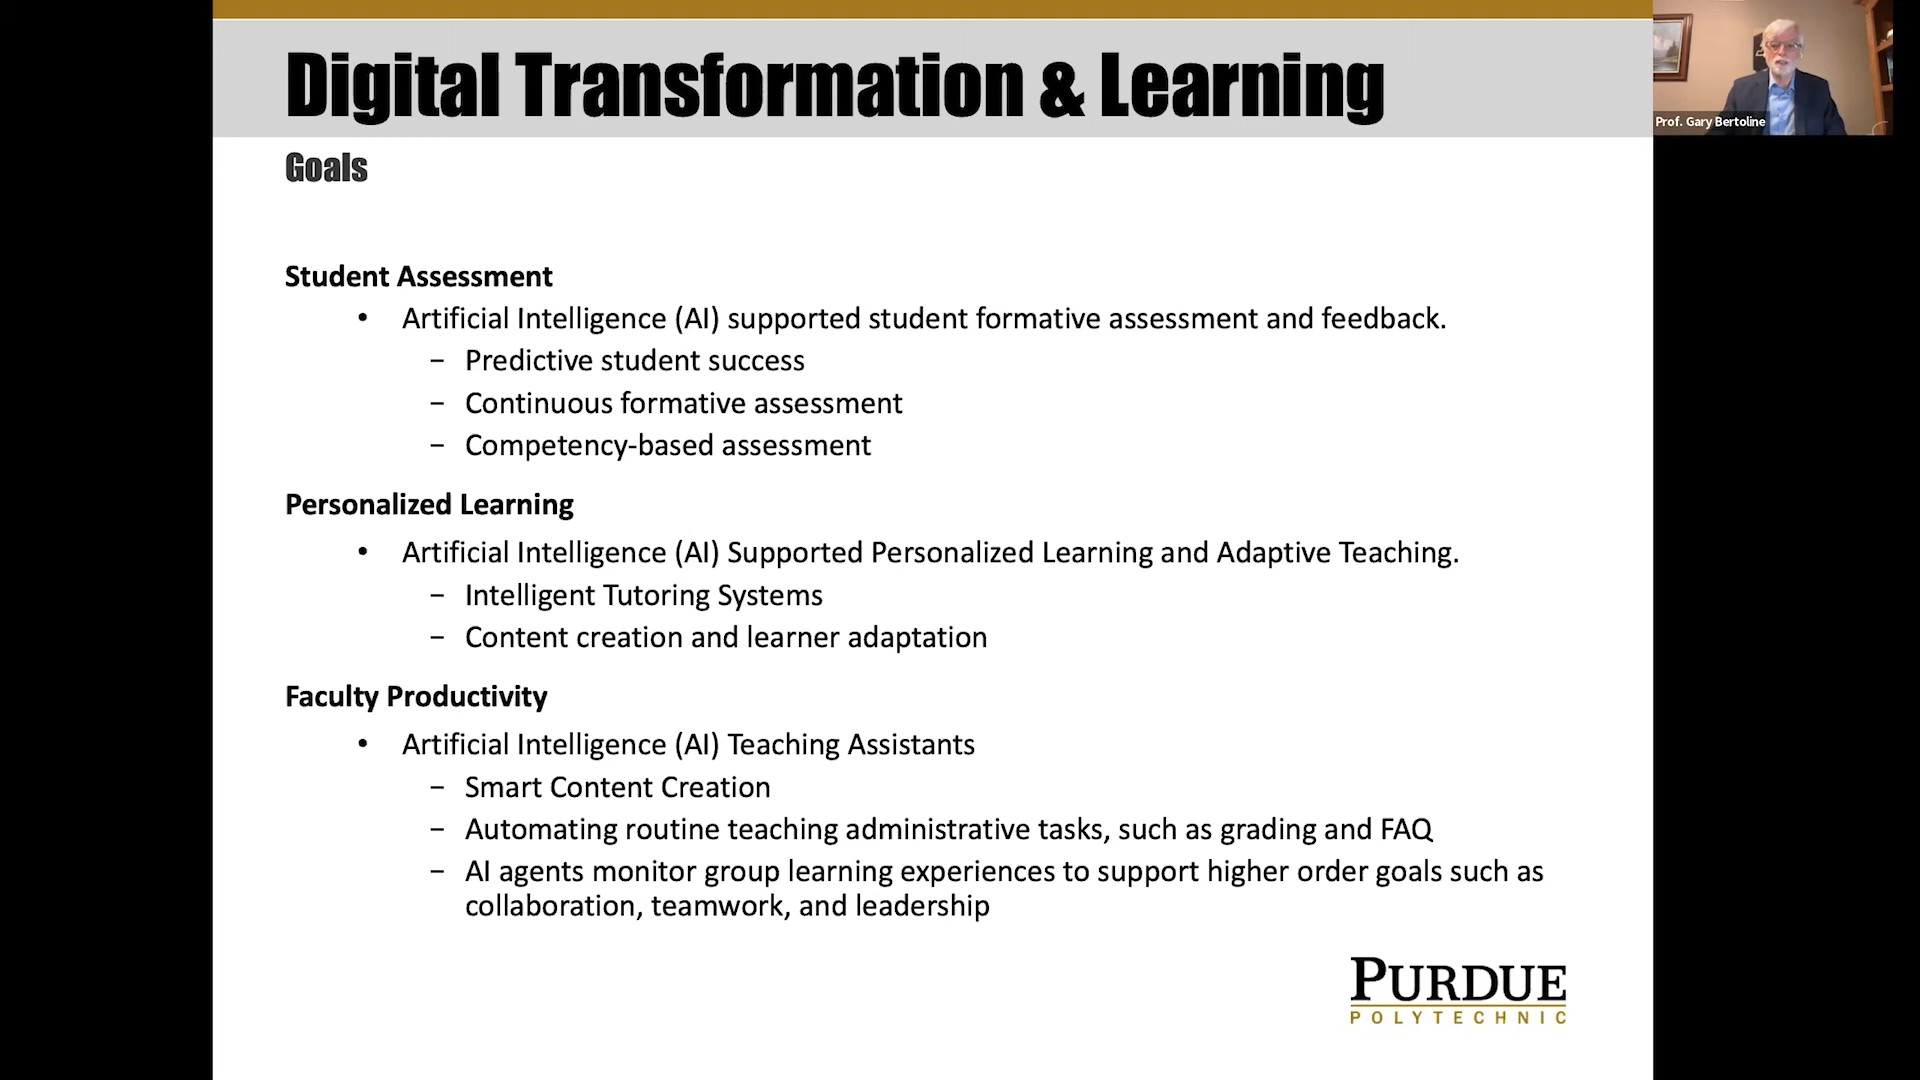 Digital Transformation & Learning
Prof. Gary Bertoline
Goals
Student Assessment
• Artificial Intelligence (AI) supported student formative assessment and feedback.
− Predictive student success
− Continuous formative assessment
− Competency-based assessment
Personalized Learning
• Artificial Intelligence (AI) Supported Personalized Learning and Adaptive Teaching.
− Intelligent Tutoring Systems
− Content creation and learner adaptation
Faculty Productivity
• Artificial Intelligence (AI) Teaching Assistants
− Smart Content Creation
− Automating routine teaching administrative tasks, such as grading and FAQ
− AI agents monitor group learning experiences to support higher order goals such as
collaboration, teamwork, and leadership
PURDUE
POLYTECHNIC